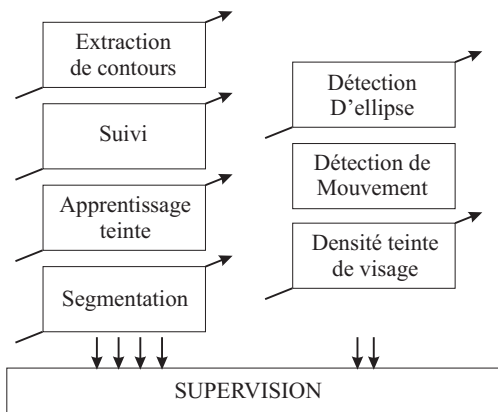 Extraction
de contours
Suivi
Apprentissage
teinte
Segmentation
Détection
D'ellipse
Détection de
Mouvement
Densité teinte
de visage
SUPERVISION